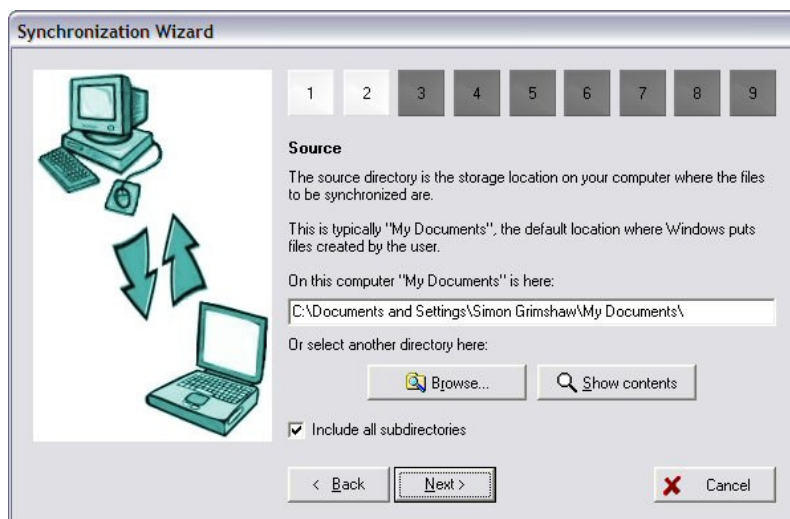 Synchronization Wizard
1 2 3 4 5 6 7 8 9
Source
The source directory is the storage location on your computer where the files
to be synchronized are.
This is typically "My Documents", the default location where Windows puts
files created by the user.
On this computer "My Documents" is here:
C:\Documents and Settings\Simon Grimshaw\My Documents\
Or select another directory here:
Browse... Show contents
Include all subdirectories
< Back Next > Cancel